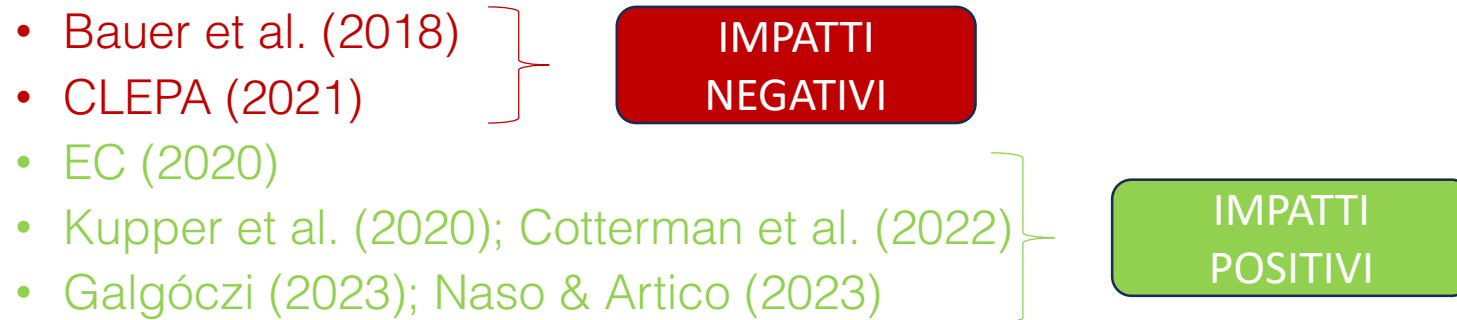 • Bauer et al. (2018)
• CLEPA (2021)
IMPATTI
NEGATIVI
• EC (2020)
• Kupper et al. (2020); Cotterman et al. (2022)
• Galgóczi (2023); Naso & Artico (2023)
IMPATTI
POSITIVI